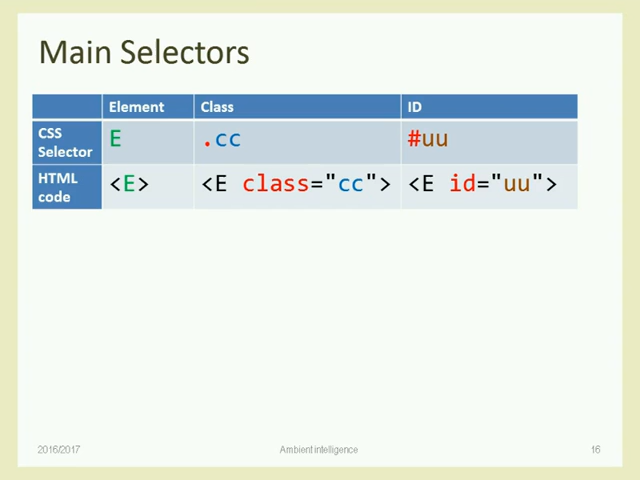 Main Selectors
Element Class ID
CSS Selector E .cc #uu
HTML code <E> <E class="cc"> <E id="uu">
2016/2017 Ambient intelligence 16